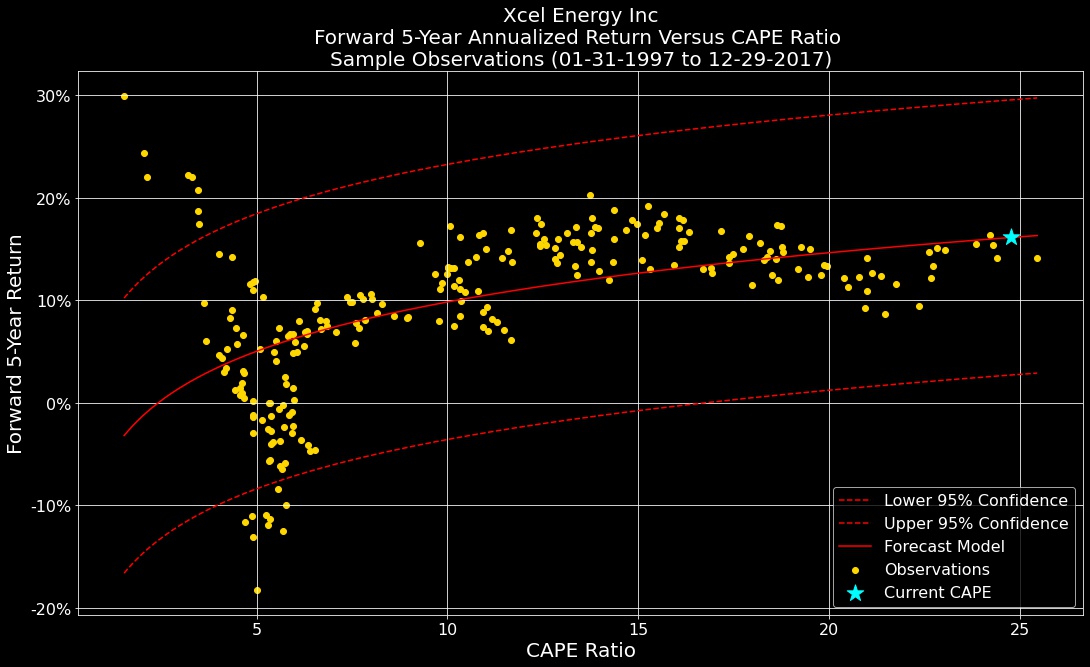 Xcel Energy Inc
Forward 5-Year Annualized Return Versus CAPE Ratio
Sample Observations (01-31-1997 to 12-29-2017)
Forward 5-Year Return
30%
20%
10%
0%
-10%
-20%
5
10
15
20
25
CAPE Ratio
Lower 95% Confidence
Upper 95% Confidence
Forecast Model
Observations
Current CAPE